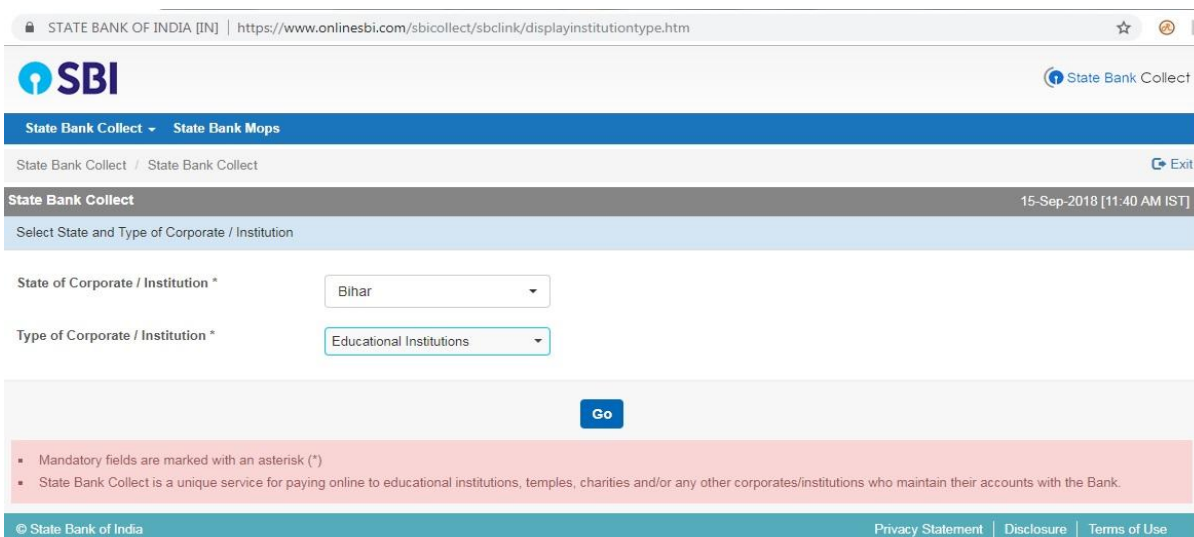 STATE BANK OF INDIA [IN] | https://www.onlinesbi.com/sbicollect/sbclink/displayinstitutiontype.htm
SBI
State Bank Collect
State Bank Collect State Bank Mops
State Bank Collect / State Bank Collect
Exit
State Bank Collect
15-Sep-2018 [11:40 AM IST]
Select State and Type of Corporate / Institution
State of Corporate / Institution *
Bihar
Type of Corporate / Institution *
Educational Institutions
Go
Mandatory fields are marked with an asterisk (*)
State Bank Collect is a unique service for paying online to educational institutions, temples, charities and/or any other corporates/institutions who maintain their accounts with the Bank.
© State Bank of India
Privacy Statement | Disclosure | Terms of Use